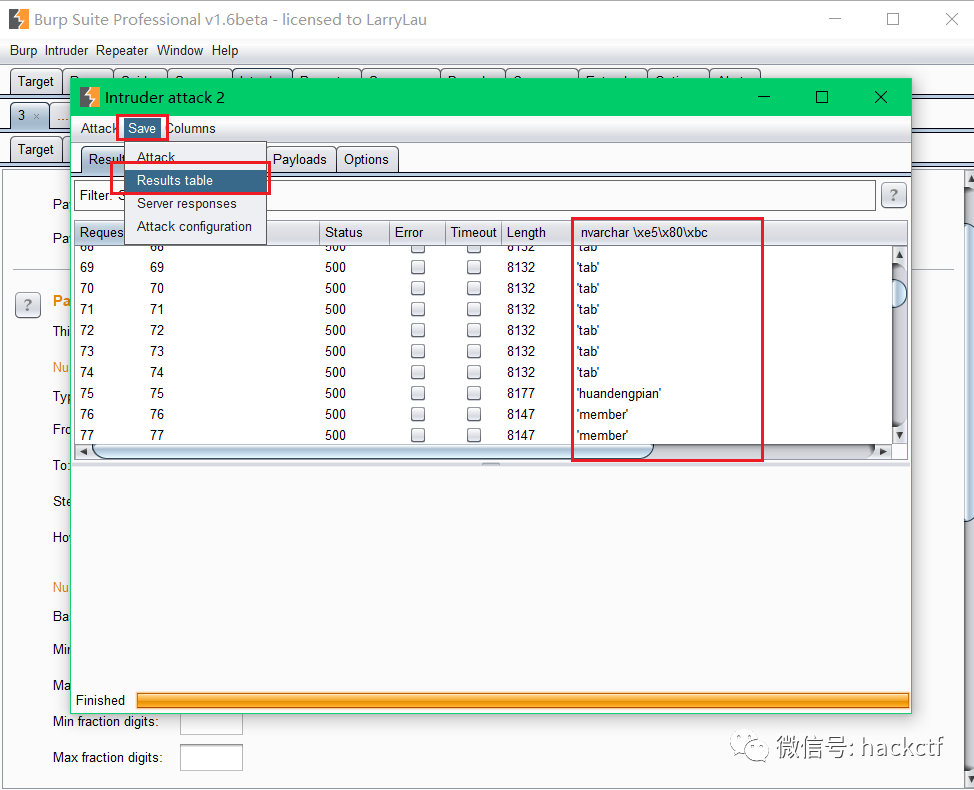 Burp Suite Professional v1.6beta - licensed to LarryLau
Burp Intruder Repeater Window Help
Target
3 × ...
Target
Intruder attack 2
Attack Save Columns
Attack
Results table
Server responses
Attack configuration
Payloads Options
Filter: S
?
Status Error Timeout Length nvarchar \xe5\x80\xbc
68 68 500 8132 'tab'
69 69 500 8132 'tab'
70 70 500 8132 'tab'
71 71 500 8132 'tab'
72 72 500 8132 'tab'
73 73 500 8132 'tab'
74 74 500 8132 'tab'
75 75 500 8177 'huandengpian'
76 76 500 8147 'member'
77 77 500 8147 'member'
Finished
?
Pa
Thi
Nu
Typ
Fro
To:
Ste
Ho
Nu
Ba
Min
Ma
Min fraction digits:
Max fraction digits:
微信号: hackctf